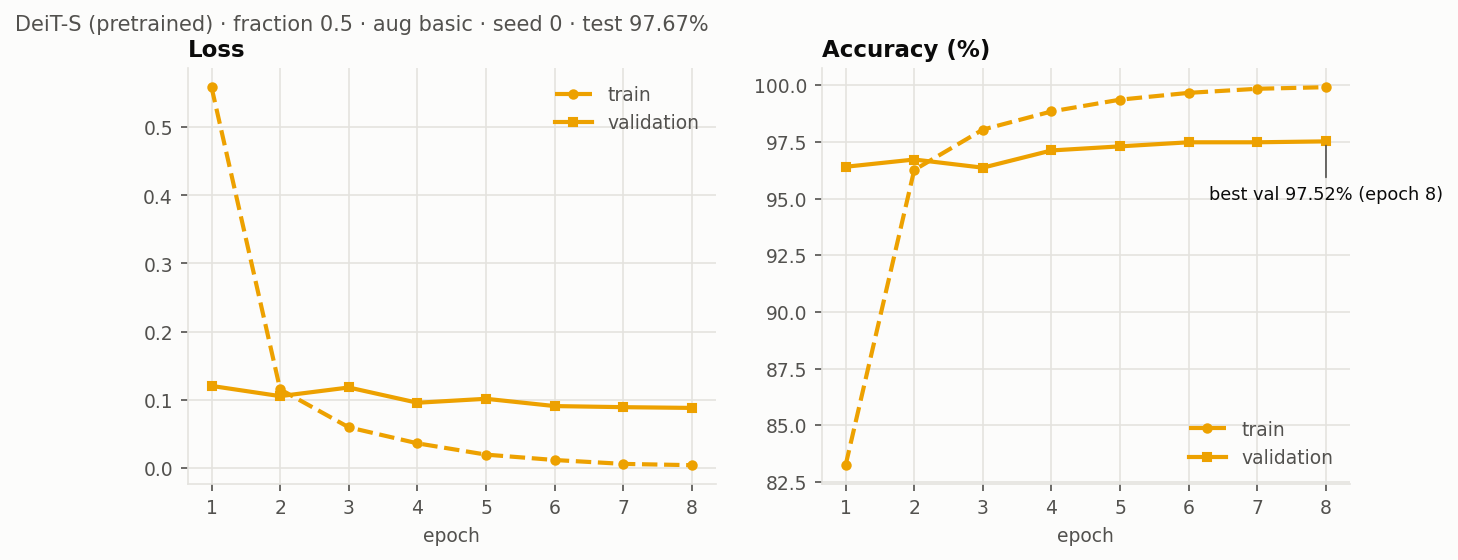 DeiT-S (pretrained) · fraction 0.5 · aug basic · seed 0 · test 97.67%
Loss
0.5
0.4
0.3
0.2
0.1
0.0
1 2 3 4 5 6 7 8
epoch
train
validation
Accuracy (%)
100.0
97.5
95.0
92.5
90.0
87.5
85.0
82.5
1 2 3 4 5 6 7 8
epoch
best val 97.52% (epoch 8)
train
validation